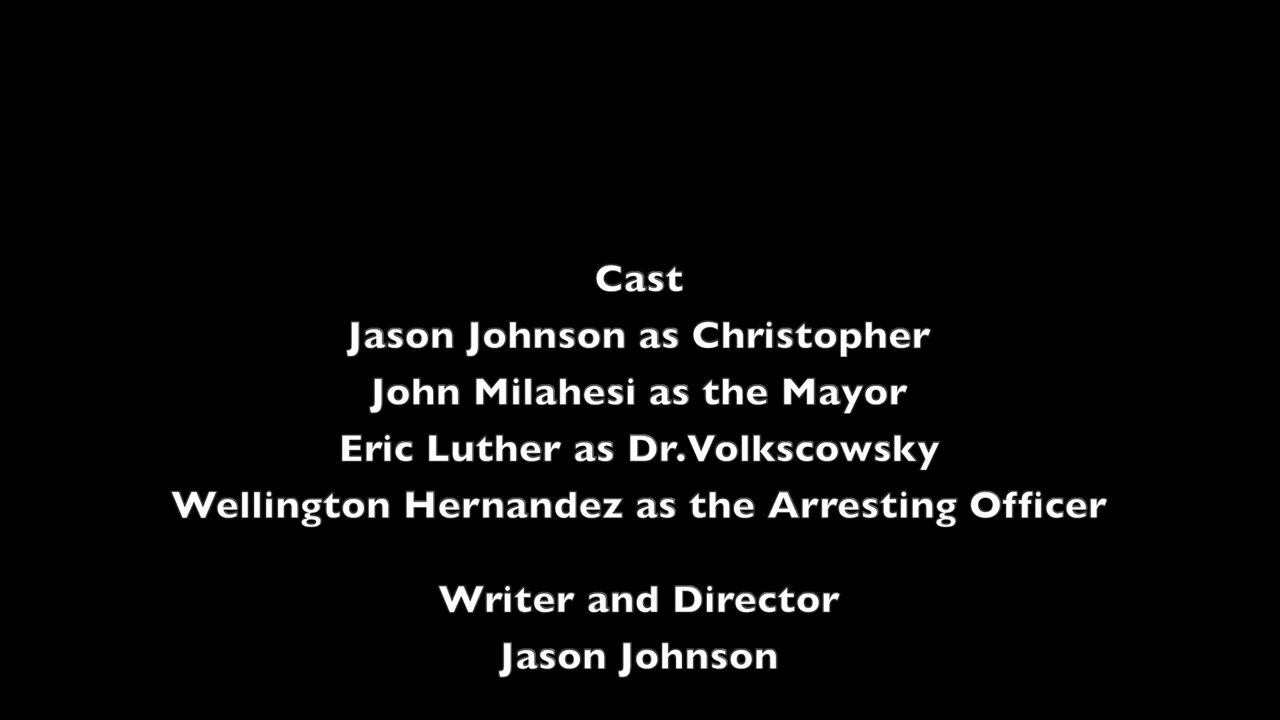 Cast
Jason Johnson as Christopher
John Milahesi as the Mayor
Eric Luther as Dr. Volkscowsky
Wellington Hernandez as the Arresting Officer
Writer and Director
Jason Johnson